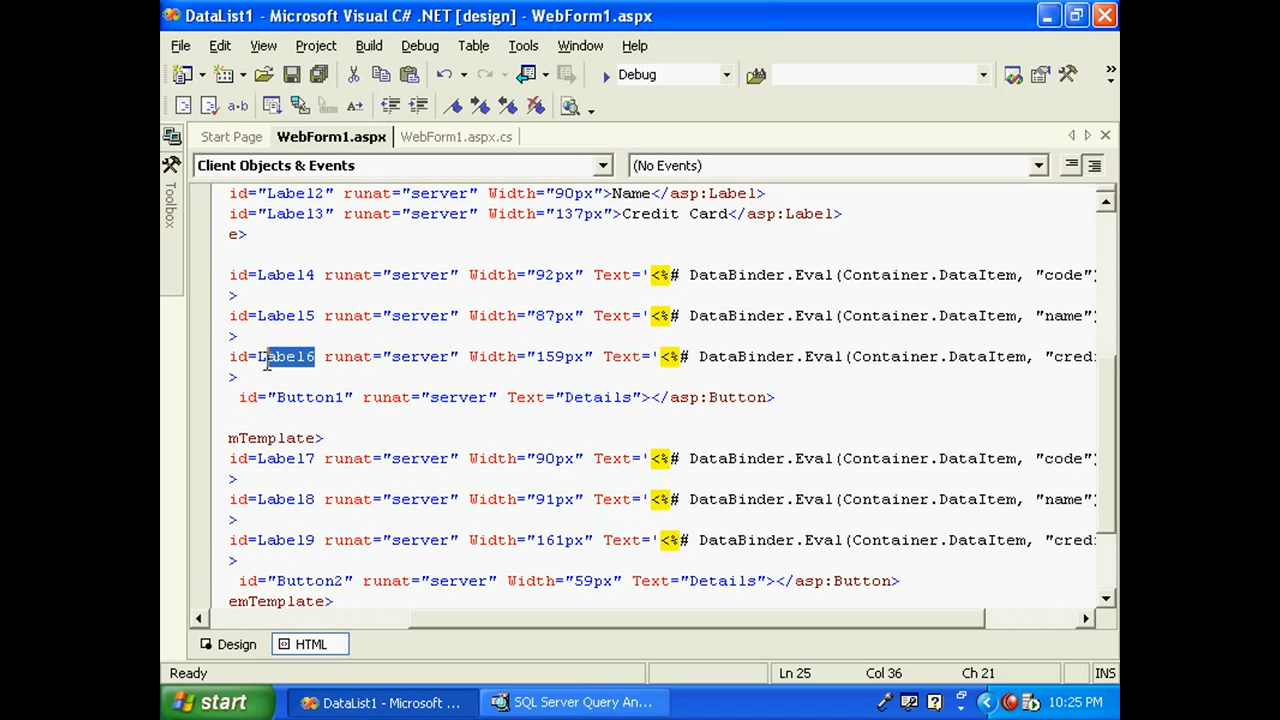 DataList1 - Microsoft Visual C# .NET [design] - WebForm1.aspx
File Edit View Project Build Debug Table Tools Window Help
Debug
Start Page WebForm1.aspx WebForm1.aspx.cs
Client Objects & Events (No Events)
Toolbox
id="Label2" runat="server" Width="90px">Name</asp:Label>
id="Label3" runat="server" Width="137px">Credit Card</asp:Label>
e>
id=Label4 runat="server" Width="92px" Text='<%# DataBinder.Eval(Container.DataItem, "code")
>
id=Label5 runat="server" Width="87px" Text='<%# DataBinder.Eval(Container.DataItem, "name")
>
id=Label6 runat="server" Width="159px" Text='<%# DataBinder.Eval(Container.DataItem, "credi
>
id="Button1" runat="server" Text="Details"></asp:Button>
mTemplate>
id=Label7 runat="server" Width="90px" Text='<%# DataBinder.Eval(Container.DataItem, "code")
>
id=Label8 runat="server" Width="91px" Text='<%# DataBinder.Eval(Container.DataItem, "name")
>
id=Label9 runat="server" Width="161px" Text='<%# DataBinder.Eval(Container.DataItem, "credi
>
id="Button2" runat="server" Width="59px" Text="Details"></asp:Button>
emTemplate>
Design HTML
Ready Ln 25 Col 36 Ch 21 INS
start DataList1 - Microsoft ... SQL Server Query An... 10:25 PM